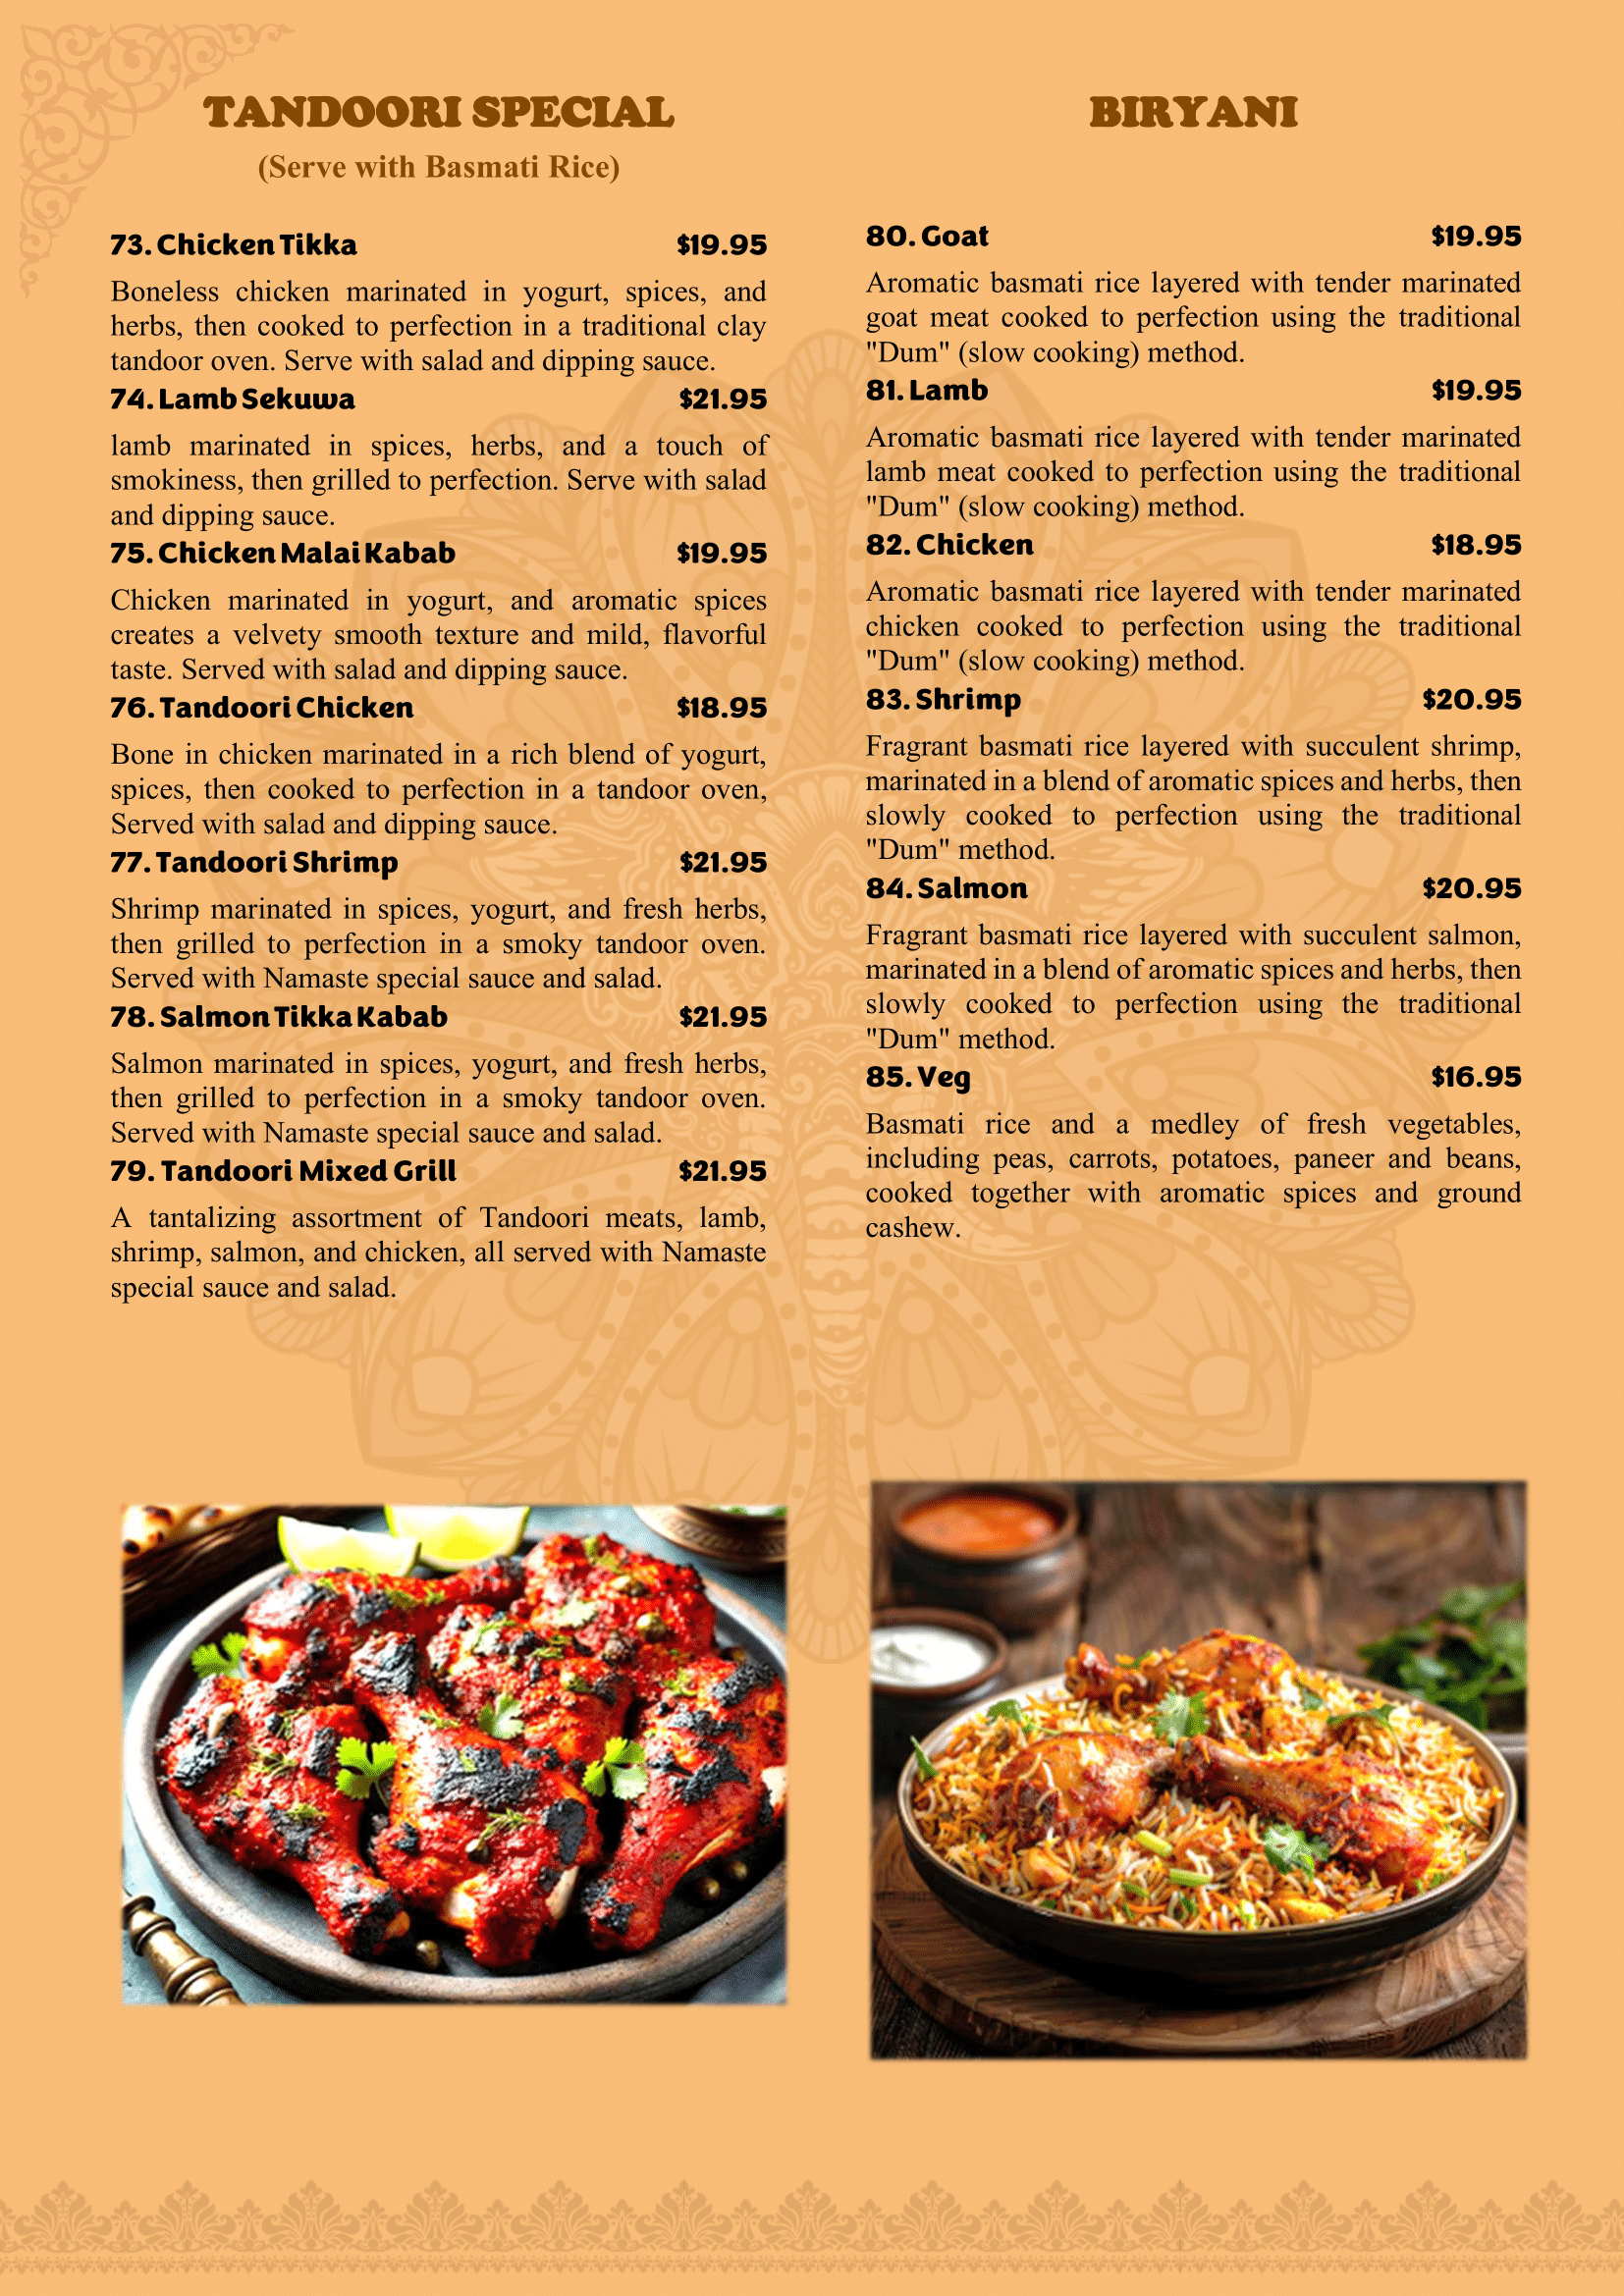 TANDOORI SPECIAL
(Serve with Basmati Rice)
73. Chicken Tikka $19.95
Boneless chicken marinated in yogurt, spices, and
herbs, then cooked to perfection in a traditional clay
tandoor oven. Serve with salad and dipping sauce.
74. Lamb Sekuwa $21.95
lamb marinated in spices, herbs, and a touch of
smokiness, then grilled to perfection. Serve with salad
and dipping sauce.
75. Chicken Malai Kabab $19.95
Chicken marinated in yogurt, and aromatic spices
creates a velvety smooth texture and mild, flavorful
taste. Served with salad and dipping sauce.
76. Tandoori Chicken $18.95
Bone in chicken marinated in a rich blend of yogurt,
spices, then cooked to perfection in a tandoor oven,
Served with salad and dipping sauce.
77. Tandoori Shrimp $21.95
Shrimp marinated in spices, yogurt, and fresh herbs,
then grilled to perfection in a smoky tandoor oven.
Served with Namaste special sauce and salad.
78. Salmon Tikka Kabab $21.95
Salmon marinated in spices, yogurt, and fresh herbs,
then grilled to perfection in a smoky tandoor oven.
Served with Namaste special sauce and salad.
79. Tandoori Mixed Grill $21.95
A tantalizing assortment of Tandoori meats, lamb,
shrimp, salmon, and chicken, all served with Namaste
special sauce and salad.
BIRYANI
80. Goat $19.95
Aromatic basmati rice layered with tender marinated
goat meat cooked to perfection using the traditional
"Dum" (slow cooking) method.
81. Lamb $19.95
Aromatic basmati rice layered with tender marinated
lamb meat cooked to perfection using the traditional
"Dum" (slow cooking) method.
82. Chicken $18.95
Aromatic basmati rice layered with tender marinated
chicken cooked to perfection using the traditional
"Dum" (slow cooking) method.
83. Shrimp $20.95
Fragrant basmati rice layered with succulent shrimp,
marinated in a blend of aromatic spices and herbs, then
slowly cooked to perfection using the traditional
"Dum" method.
84. Salmon $20.95
Fragrant basmati rice layered with succulent salmon,
marinated in a blend of aromatic spices and herbs, then
slowly cooked to perfection using the traditional
"Dum" method.
85. Veg $16.95
Basmati rice and a medley of fresh vegetables,
including peas, carrots, potatoes, paneer and beans,
cooked together with aromatic spices and ground
cashew.